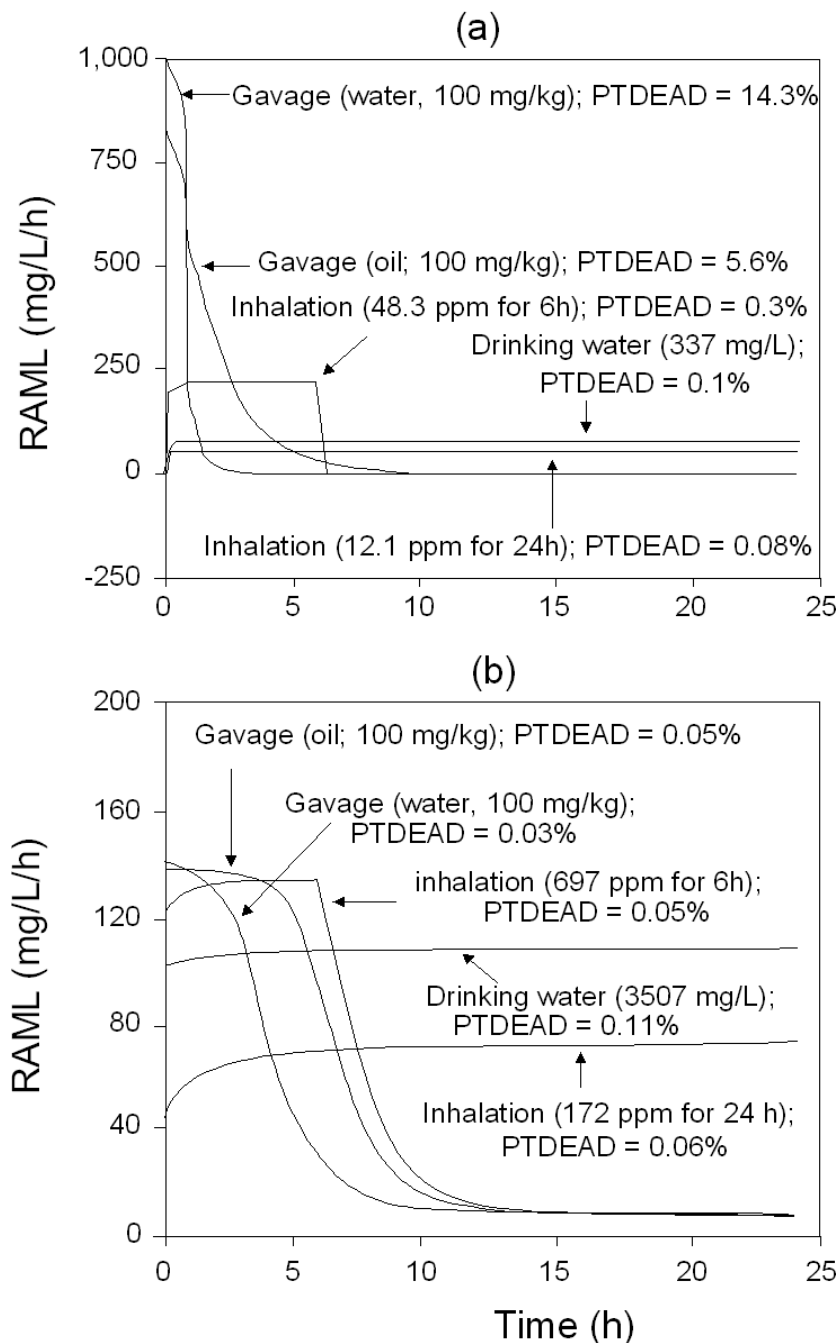 (a)
RAML (mg/L/h)
1,000
750
500
250
0
-250
Gavage (water, 100 mg/kg); PTDEAD = 14.3%
Gavage (oil; 100 mg/kg); PTDEAD = 5.6%
Inhalation (48.3 ppm for 6h); PTDEAD = 0.3%
Drinking water (337 mg/L);
PTDEAD = 0.1%
Inhalation (12.1 ppm for 24h); PTDEAD = 0.08%
0 5 10 15 20 25
(b)
RAML (mg/L/h)
200
160
120
80
40
0
Gavage (oil; 100 mg/kg); PTDEAD = 0.05%
Gavage (water, 100 mg/kg);
PTDEAD = 0.03%
inhalation (697 ppm for 6h);
PTDEAD = 0.05%
Drinking water (3507 mg/L);
PTDEAD = 0.11%
Inhalation (172 ppm for 24 h);
PTDEAD = 0.06%
0 5 10 15 20 25
Time (h)